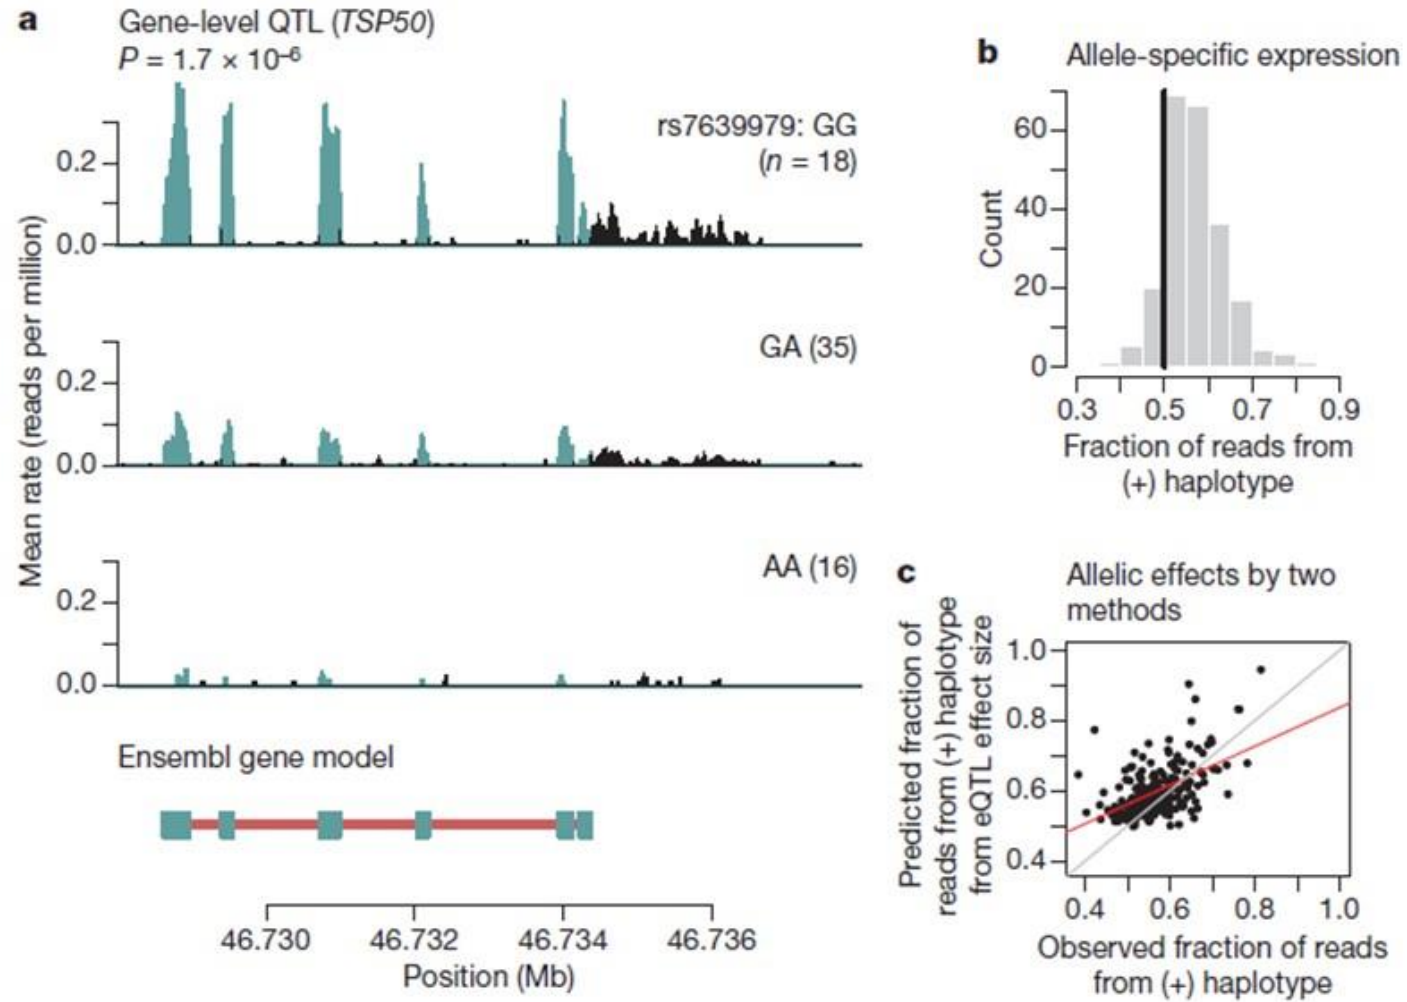 a
Gene-level QTL (TSP50)
P = 1.7 × 10–6
Mean rate (reads per million)
rs7639979: GG
(n = 18)
0.2
0.0
GA (35)
0.2
0.0
AA (16)
0.2
0.0
Ensembl gene model
46.730 46.732 46.734 46.736
Position (Mb)
b
Allele-specific expression
Count
60
40
20
0
0.3 0.5 0.7 0.9
Fraction of reads from
(+) haplotype
c
Allelic effects by two
methods
Predicted fraction of
reads from (+) haplotype
from eQTL effect size
1.0
0.8
0.6
0.4
0.4 0.6 0.8 1.0
Observed fraction of reads
from (+) haplotype